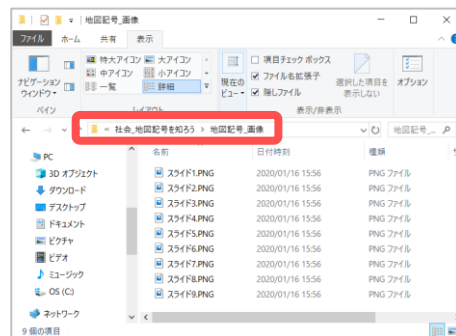 地図記号_画像
ファイル ホーム 共有 表示
ナビゲーション ウィンドウ
特大アイコン 大アイコン
中アイコン 小アイコン
一覧 詳細
現在の ビュー
項目チェック ボックス
ファイル名拡張子
隠しファイル
選択した項目を 表示しない
オプション
ペイン レイアウト 表示/非表示
« 社会_地図記号を知ろう › 地図記号_画像
地図記号_...
名前 日付時刻 種類
PC
3D オブジェクト
ダウンロード
デスクトップ
ドキュメント
ピクチャ
ビデオ
ミュージック
OS (C:)
ネットワーク
スライド1.PNG 2020/01/16 15:56 PNG ファイル
スライド2.PNG 2020/01/16 15:56 PNG ファイル
スライド3.PNG 2020/01/16 15:56 PNG ファイル
スライド4.PNG 2020/01/16 15:56 PNG ファイル
スライド5.PNG 2020/01/16 15:56 PNG ファイル
スライド6.PNG 2020/01/16 15:56 PNG ファイル
スライド7.PNG 2020/01/16 15:56 PNG ファイル
スライド8.PNG 2020/01/16 15:56 PNG ファイル
スライド9.PNG 2020/01/16 15:56 PNG ファイル
9 個の項目